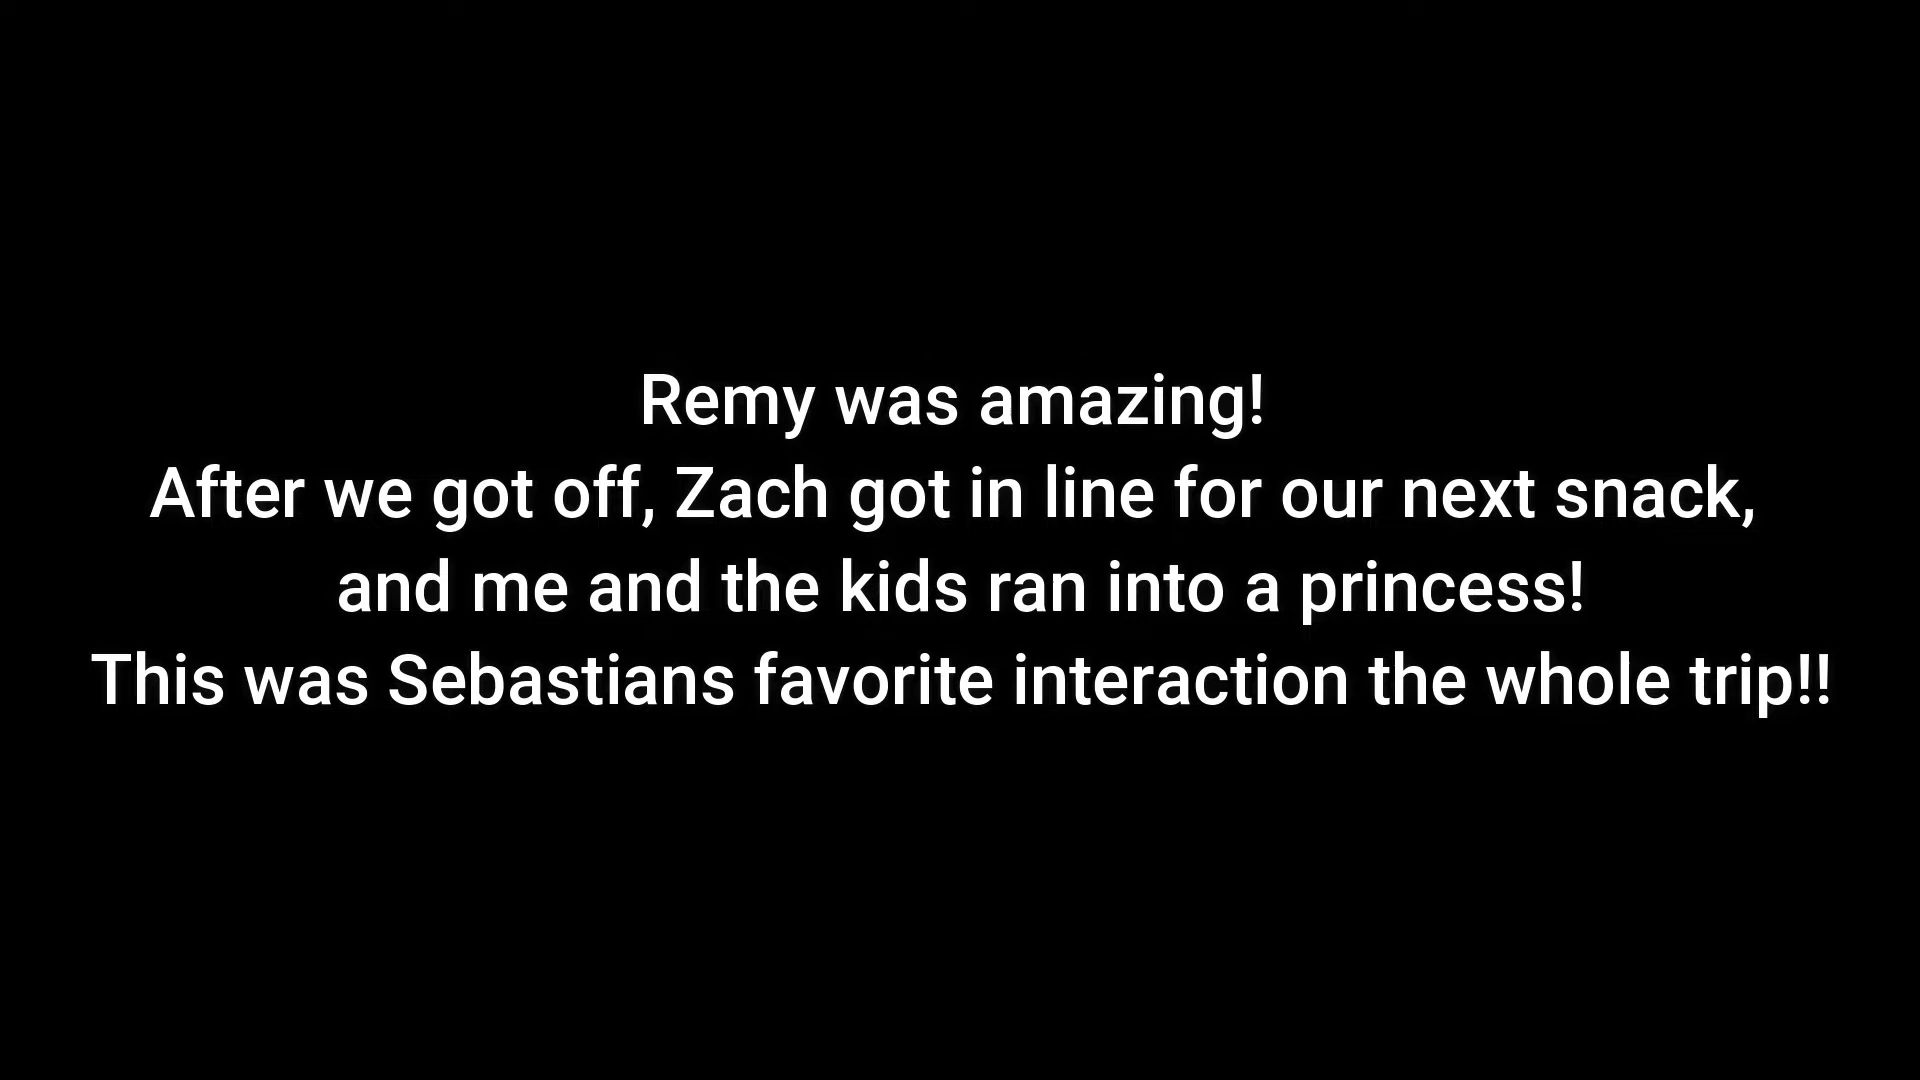 Remy was amazing!
After we got off, Zach got in line for our next snack,
and me and the kids ran into a princess!
This was Sebastians favorite interaction the whole trip!!